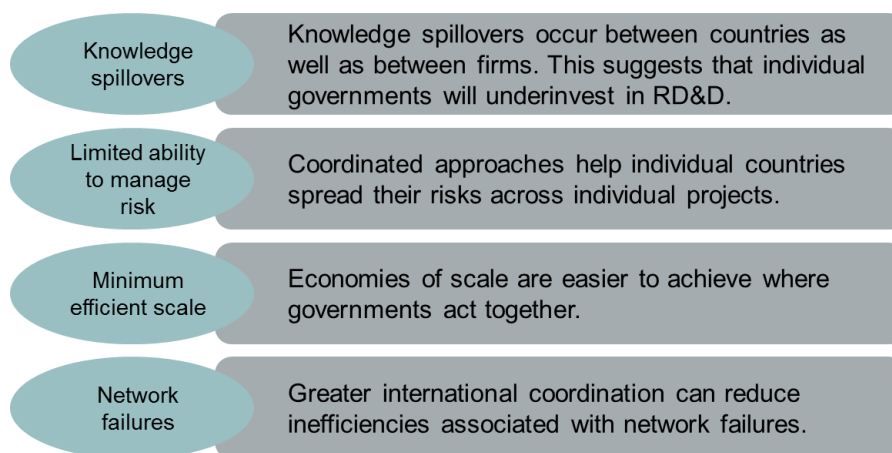 Knowledge
spillovers
Knowledge spillovers occur between countries as
well as between firms. This suggests that individual
governments will underinvest in RD&D.
Limited ability
to manage
risk
Coordinated approaches help individual countries
spread their risks across individual projects.
Minimum
efficient scale
Economies of scale are easier to achieve where
governments act together.
Network
failures
Greater international coordination can reduce
inefficiencies associated with network failures.